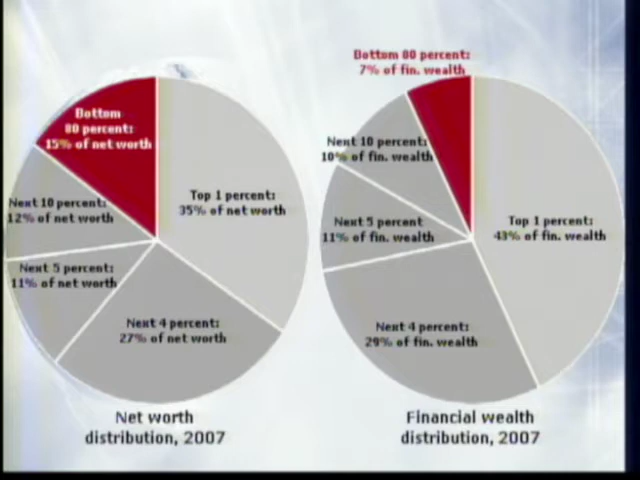 Bottom
80 percent:
15% of net worth
Next 10 percent:
12% of net worth
Top 1 percent:
35% of net worth
Next 5 percent:
11% of net worth
Next 4 percent:
27% of net worth
Net worth
distribution, 2007
Bottom 80 percent:
7% of fin. wealth
Next 10 percent:
10% of fin. wealth
Top 1 percent:
43% of fin. wealth
Next 5 percent
11% of fin. wealth
Next 4 percent:
29% of fin. wealth
Financial wealth
distribution, 2007